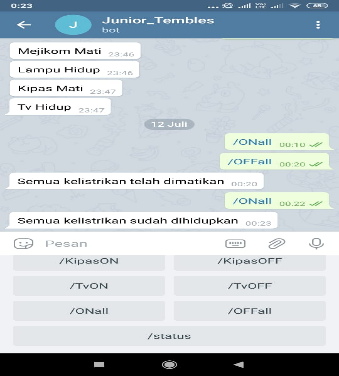 0:23
J
Junior_Tembles
bot
Mejikom Mati 23:46
Lampu Hidup 23:46
Kipas Mati 23:47
Tv Hidup 23:47
12 Juli
/ONall 00:10
/OFFall 00:20
Semua kelistrikan telah dimatikan 00:20
/ONall 00:22
Semua kelistrikan sudah dihidupkan 00:23
Pesan
/KipasON /KipasOFF
/TvON /TvOFF
/ONall /OFFall
/status